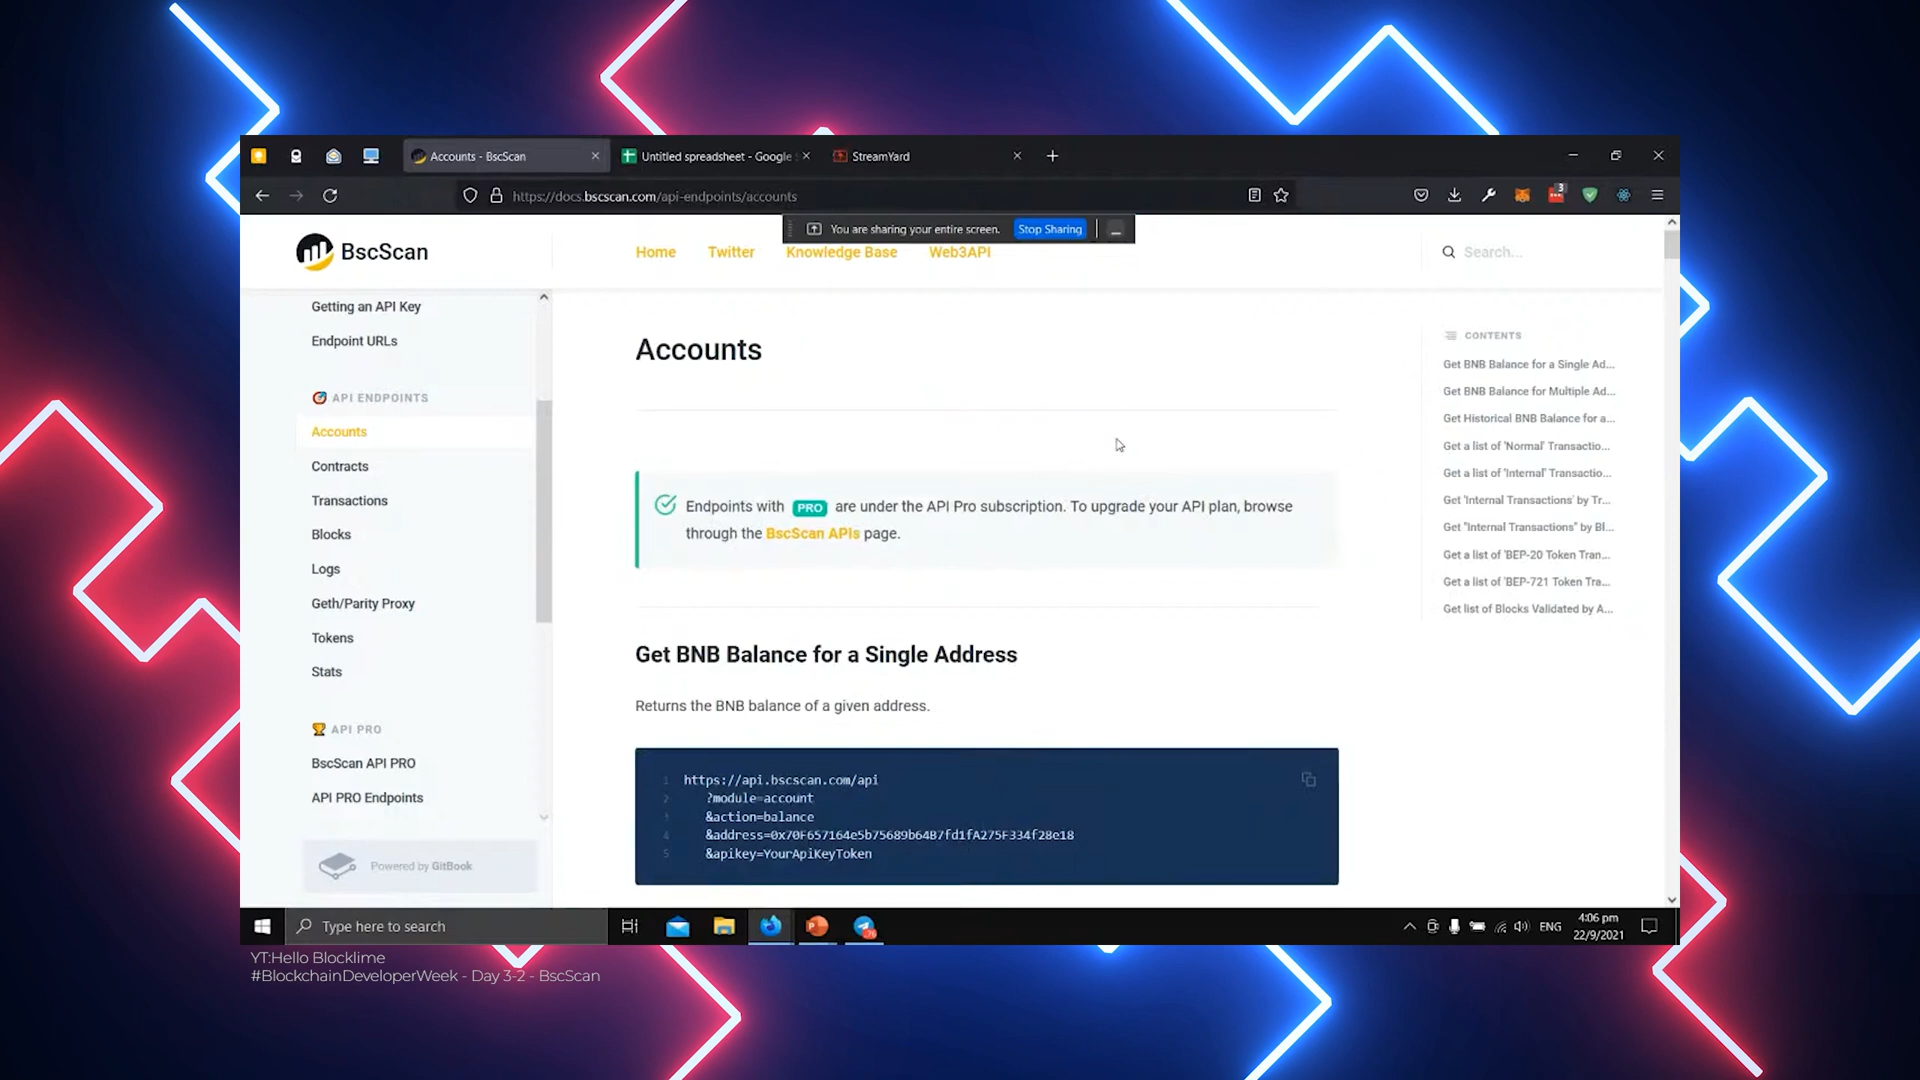 Accounts - BscScan
Untitled spreadsheet - Google
StreamYard
https://docs.bscscan.com/api-endpoints/accounts
3
You are sharing your entire screen.
Stop Sharing
BscScan
Home
Twitter
Knowledge Base
Web3API
Search...
Getting an API Key
Endpoint URLs
API ENDPOINTS
Accounts
Contracts
Transactions
Blocks
Logs
Geth/Parity Proxy
Tokens
Stats
API PRO
BscScan API PRO
API PRO Endpoints
Powered by GitBook
Accounts
Endpoints with PRO are under the API Pro subscription. To upgrade your API plan, browse
through the BscScan APIs page.
Get BNB Balance for a Single Address
Returns the BNB balance of a given address.
1 https://api.bscscan.com/api
2 ?module=account
3 &action=balance
4 &address=0x70F657164e5b75689b64B7fd1fA275F334f28e18
5 &apikey=YourApiKeyToken
CONTENTS
Get BNB Balance for a Single Ad...
Get BNB Balance for Multiple Ad...
Get Historical BNB Balance for a...
Get a list of 'Normal' Transactio...
Get a list of 'Internal' Transactio...
Get 'Internal Transactions' by Tr...
Get "Internal Transactions" by Bl...
Get a list of 'BEP-20 Token Tran...
Get a list of 'BEP-721 Token Tra...
Get list of Blocks Validated by A...
Type here to search
ENG
4:06 pm
22/9/2021
YT:Hello Blocklime
#BlockchainDeveloperWeek - Day 3-2 - BscScan